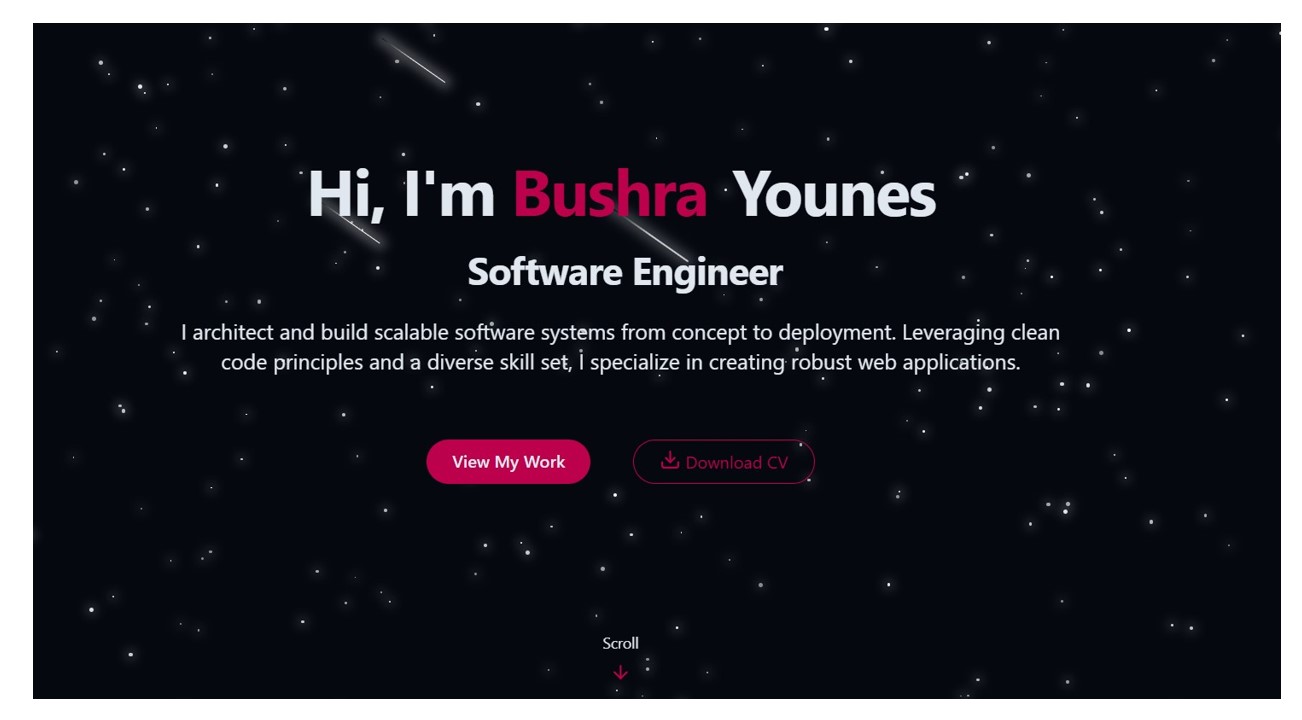 Hi, I'm Bushra Younes
Software Engineer
I architect and build scalable software systems from concept to deployment. Leveraging clean
code principles and a diverse skill set, I specialize in creating robust web applications.
View My Work
Download CV
Scroll